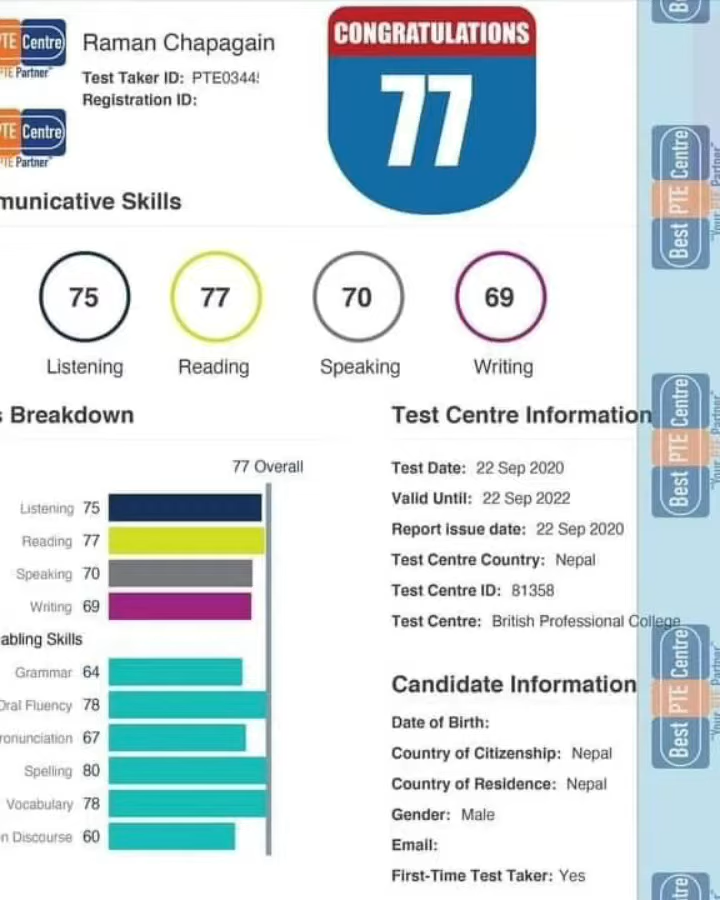 PTE Centre
PTE Partner
Raman Chapagain
Test Taker ID: PTE0344
Registration ID:
CONGRATULATIONS
77
PTE Centre
PTE Partner
municative Skills
75 77 70 69
Listening Reading Speaking Writing
s Breakdown
77 Overall
Listening 75
Reading 77
Speaking 70
Writing 69
abling Skills
Grammar 64
Oral Fluency 78
ronunciation 67
Spelling 80
Vocabulary 78
n Discourse 60
Test Centre Information
Test Date: 22 Sep 2020
Valid Until: 22 Sep 2022
Report issue date: 22 Sep 2020
Test Centre Country: Nepal
Test Centre ID: 81358
Test Centre: British Professional College
Candidate Information
Date of Birth:
Country of Citizenship: Nepal
Country of Residence: Nepal
Gender: Male
Email:
First-Time Test Taker: Yes
Best PTE Centre
Best PTE Centre
Best PTE Centre